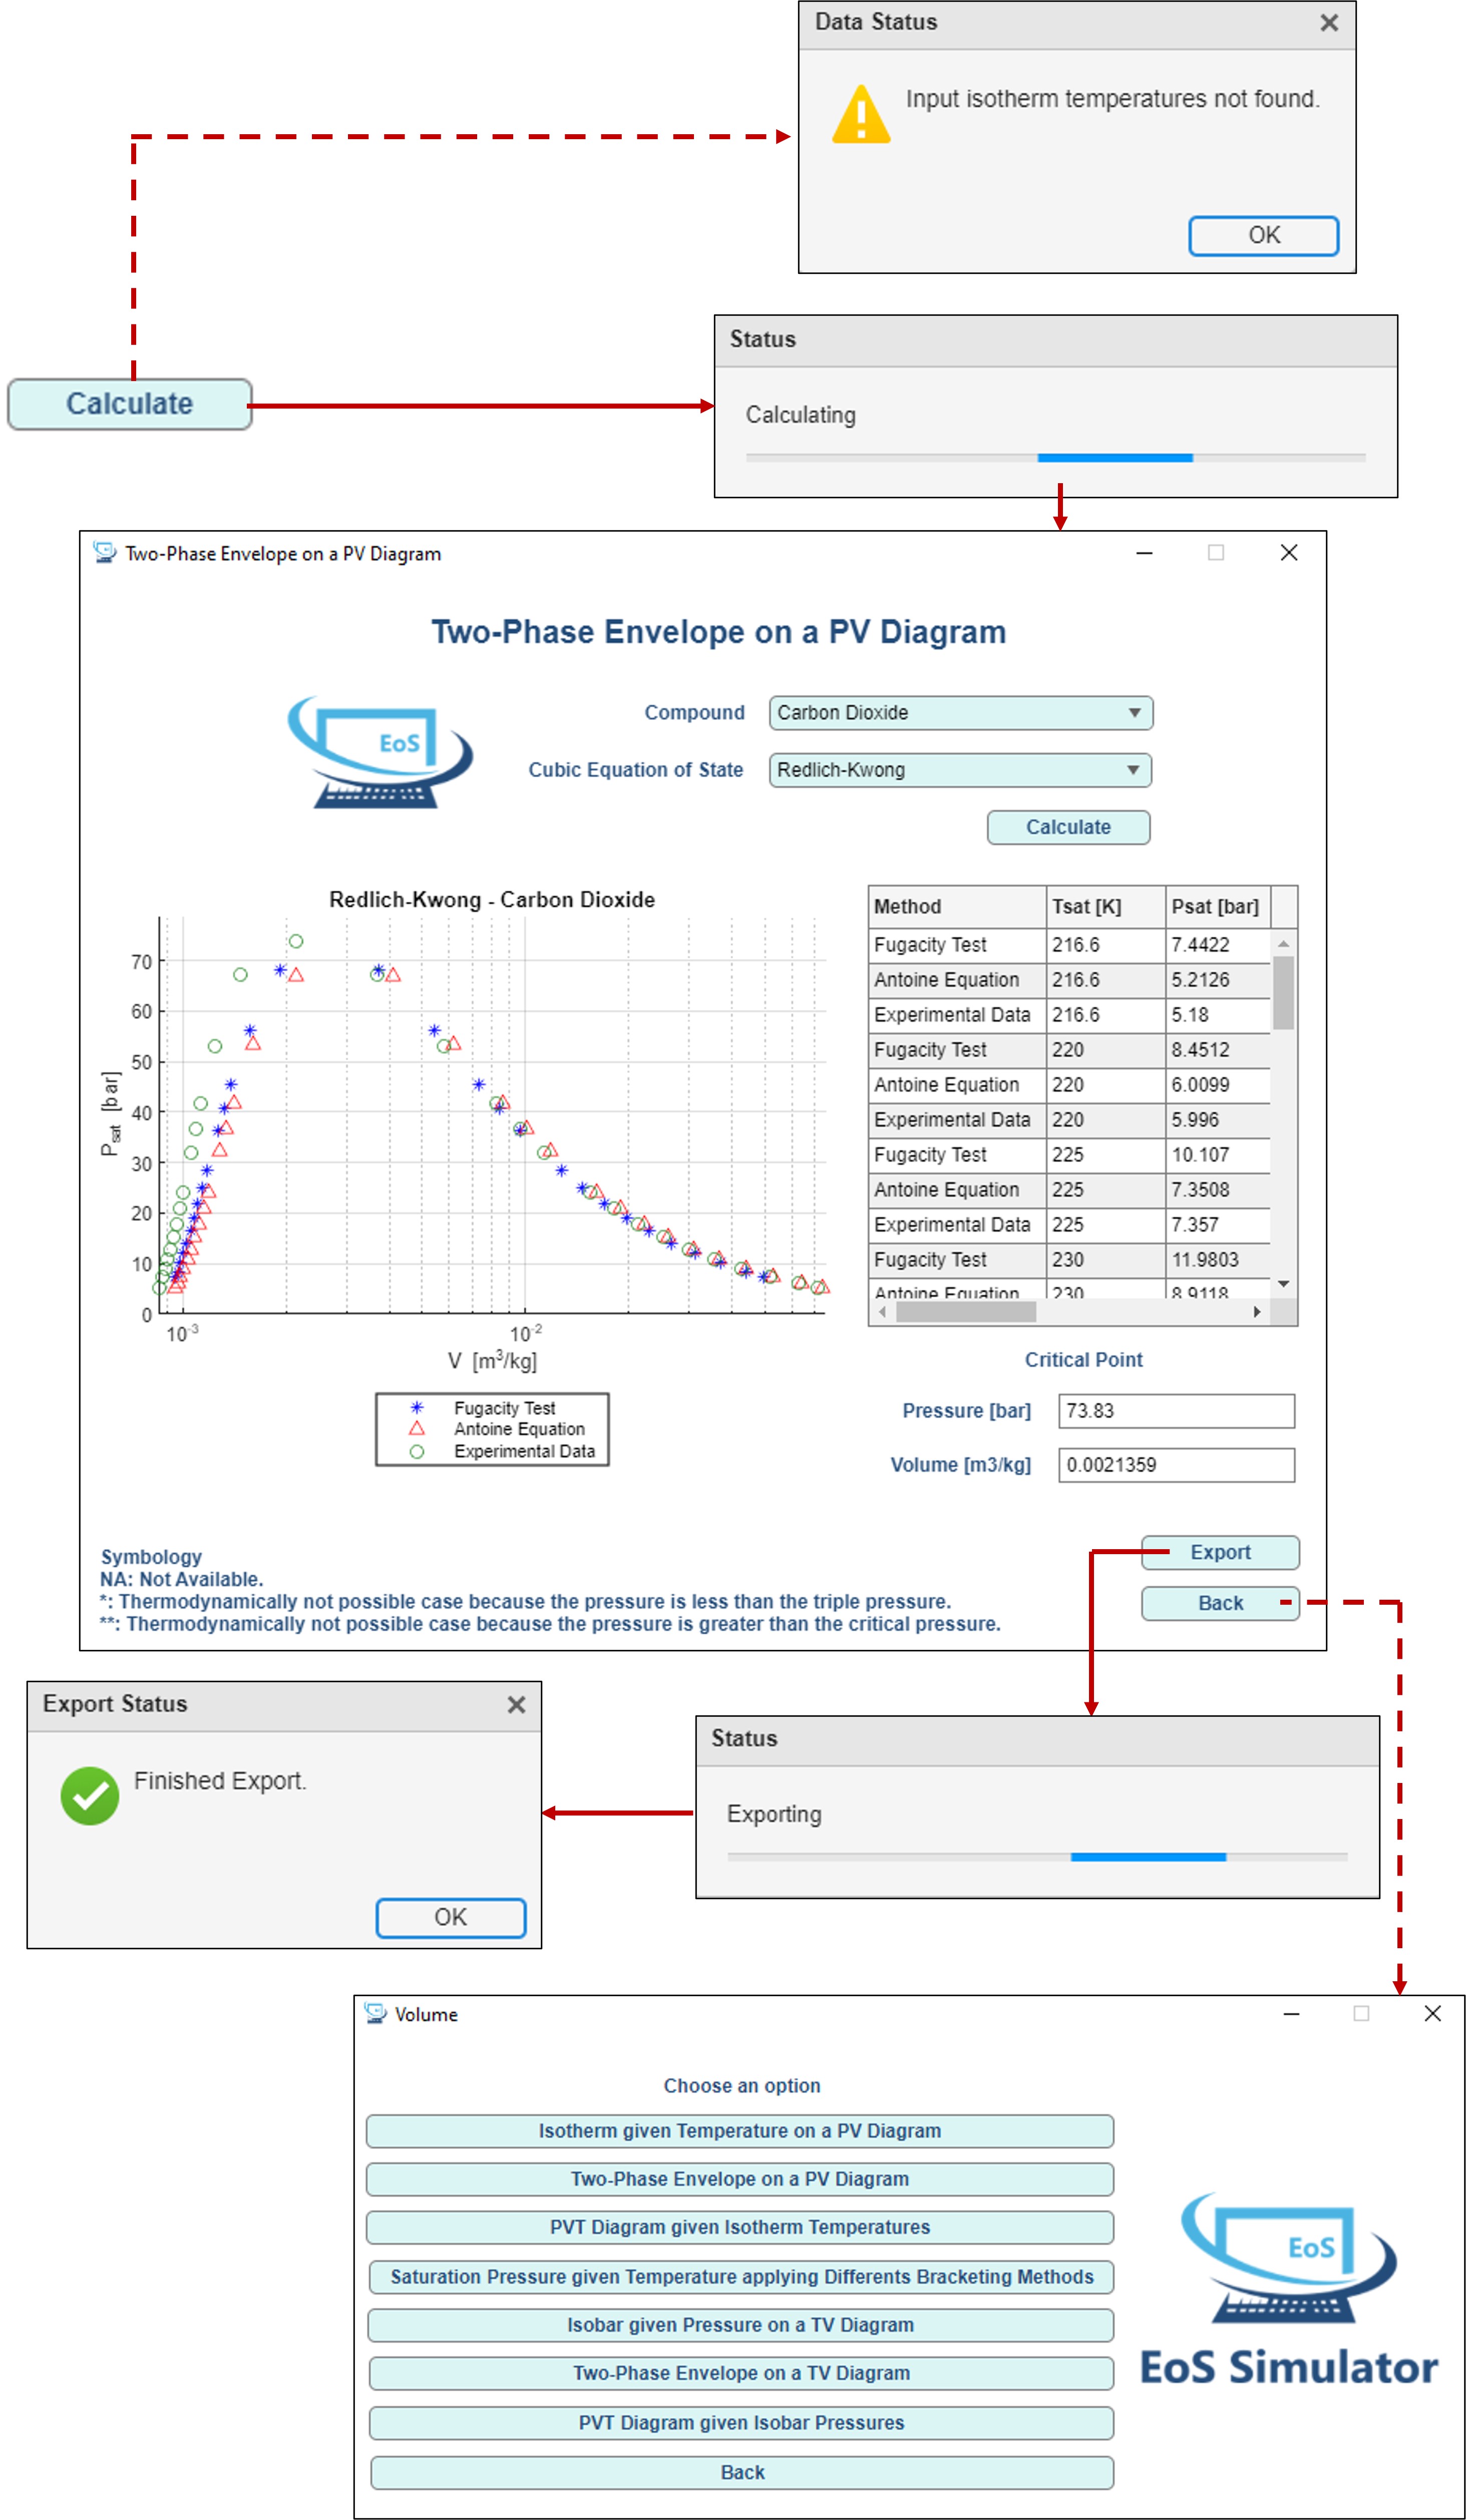 Data Status
Input isotherm temperatures not found.
OK
Status
Calculate
Calculating
Two-Phase Envelope on a PV Diagram
Two-Phase Envelope on a PV Diagram
EoS
Compound Carbon Dioxide
Cubic Equation of State Redlich-Kwong
Calculate
Redlich-Kwong - Carbon Dioxide
70
60
50
40
30
20
10
0
Psat [bar]
10-3 10-2
V [m3/kg]
Fugacity Test
Antoine Equation
Experimental Data
Method Tsat [K] Psat [bar]
Fugacity Test 216.6 7.4422
Antoine Equation 216.6 5.2126
Experimental Data 216.6 5.18
Fugacity Test 220 8.4512
Antoine Equation 220 6.0099
Experimental Data 220 5.996
Fugacity Test 225 10.107
Antoine Equation 225 7.3508
Experimental Data 225 7.357
Fugacity Test 230 11.9803
Antoine Equation 230 8.9118
Critical Point
Pressure [bar] 73.83
Volume [m3/kg] 0.0021359
Symbology
NA: Not Available.
*: Thermodynamically not possible case because the pressure is less than the triple pressure.
**: Thermodynamically not possible case because the pressure is greater than the critical pressure.
Export
Back
Export Status
Finished Export.
OK
Status
Exporting
Volume
Choose an option
Isotherm given Temperature on a PV Diagram
Two-Phase Envelope on a PV Diagram
PVT Diagram given Isotherm Temperatures
Saturation Pressure given Temperature applying Differents Bracketing Methods
Isobar given Pressure on a TV Diagram
Two-Phase Envelope on a TV Diagram
PVT Diagram given Isobar Pressures
Back
EoS
EoS Simulator